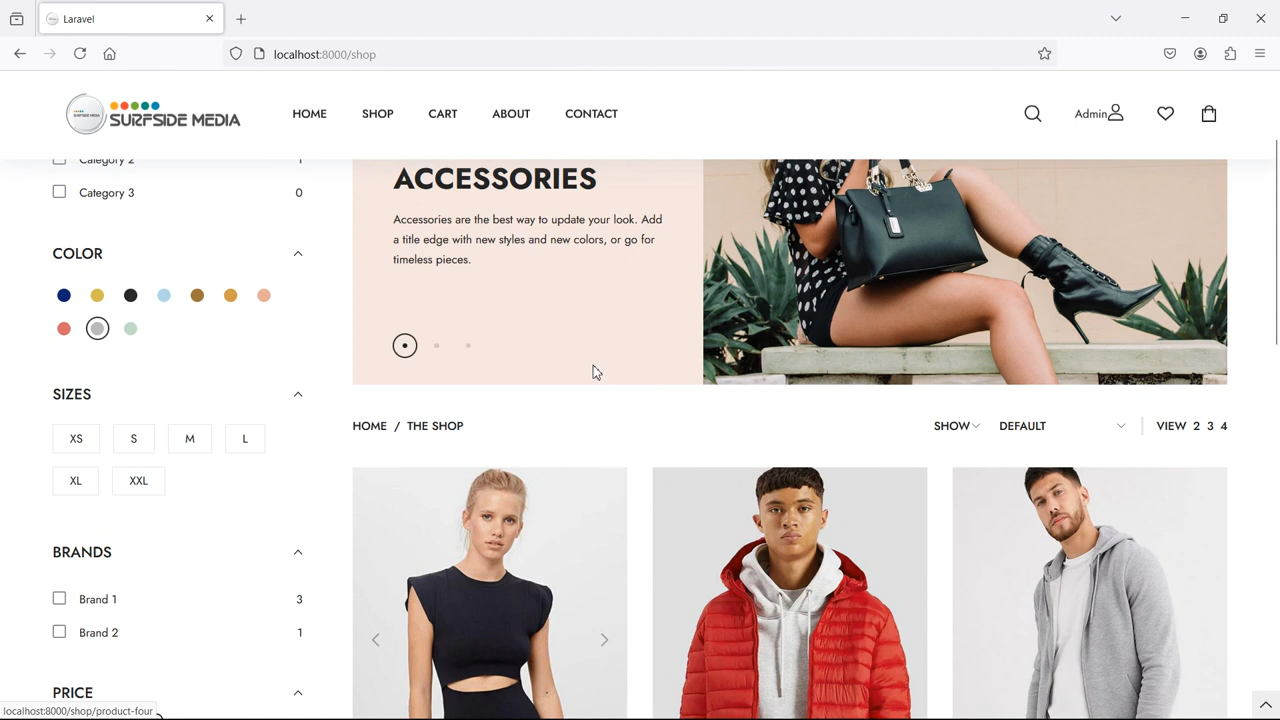 Laravel
localhost:8000/shop
SURFSIDE MEDIA
HOME SHOP CART ABOUT CONTACT
Admin
Category 2 1
Category 3 0
COLOR
SIZES
XS S M L
XL XXL
BRANDS
Brand 1 3
Brand 2 1
PRICE
ACCESSORIES
Accessories are the best way to update your look. Add
a title edge with new styles and new colors, or go for
timeless pieces.
HOME / THE SHOP
SHOW DEFAULT VIEW 2 3 4
localhost:8000/shop/product-four